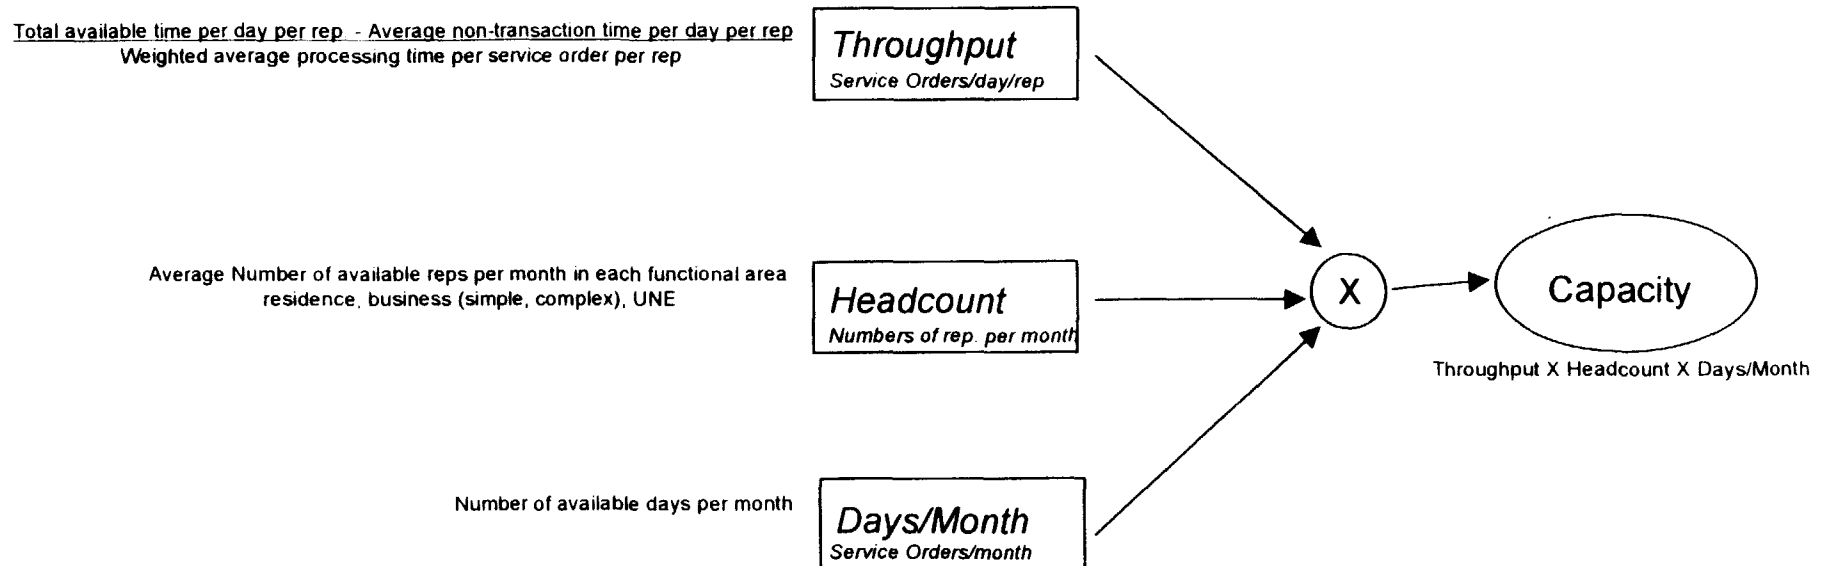 Total available time per day per rep. - Average non-transaction time per day per rep
Weighted average processing time per service order per rep
Throughput
Service Orders/day/rep
Average Number of available reps per month in each functional area
residence, business (simple, complex), UNE
Headcount
Numbers of rep. per month
X
Capacity
Throughput X Headcount X Days/Month
Number of available days per month
Days/Month
Service Orders/month